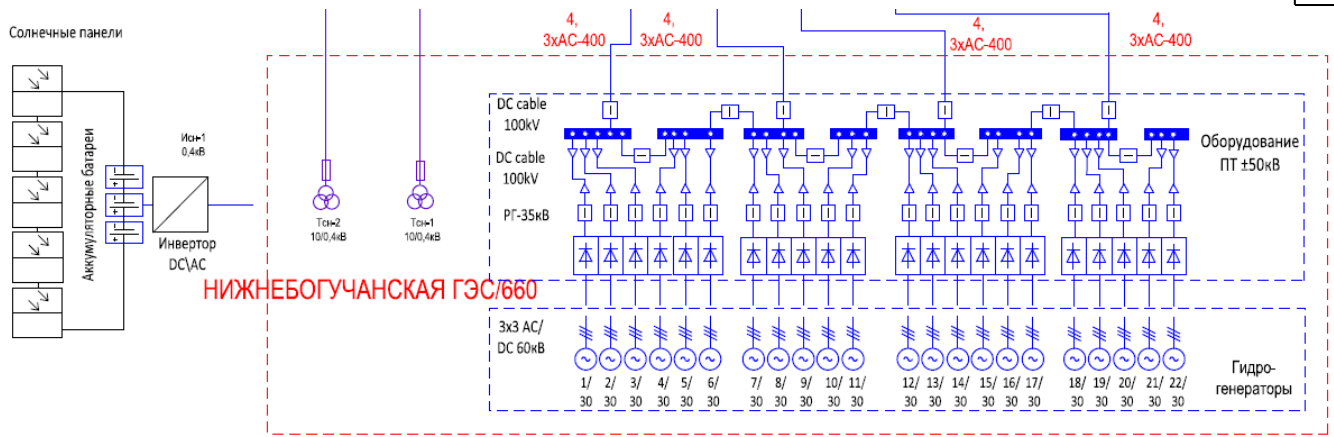 Солнечные панели
Аккумуляторные батареи
Исн-1
0,4кВ
Инвертор
DC\AC
Тсн-2
10/0,4кВ
Тсн-1
10/0,4кВ
4,
3хАС-400
4,
3хАС-400
4,
3хАС-400
4,
3хАС-400
DC cable
100kV
DC cable
100kV
РГ-35кВ
Оборудование
ПТ ±50кВ
НИЖНЕБОГУЧАНСКАЯ ГЭС/660
3х3 АС/
DC 60кВ
1/ 2/ 3/ 4/ 5/ 6/ 7/ 8/ 9/ 10/ 11/ 12/ 13/ 14/ 15/ 16/ 17/ 18/ 19/ 20/ 21/ 22/
30 30 30 30 30 30 30 30 30 30 30 30 30 30 30 30 30 30 30 30 30 30
Гидро-
генераторы